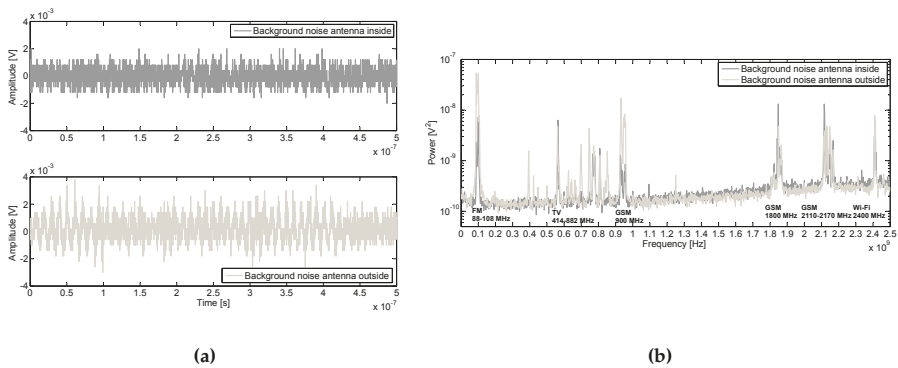 x 10⁻³
Amplitude [V]
4
2
0
-2
-4
Background noise antenna inside
0 0.5 1 1.5 2 2.5 3 3.5 4 4.5 5
x 10⁻⁷
x 10⁻³
Amplitude [V]
4
2
0
-2
-4
Background noise antenna outside
0 0.5 1 1.5 2 2.5 3 3.5 4 4.5 5
Time [s]
x 10⁻⁷
(a)
Power [V²]
10⁻⁷
10⁻⁸
10⁻⁹
10⁻¹⁰
Background noise antenna inside
Background noise antenna outside
FM
88-108 MHz
TV
414-882 MHz
GSM
900 MHz
GSM
1800 MHz
GSM
2110-2170 MHz
Wi-Fi
2400 MHz
0 0.1 0.2 0.3 0.4 0.5 0.6 0.7 0.8 0.9 1 1.1 1.2 1.3 1.4 1.5 1.6 1.7 1.8 1.9 2 2.1 2.2 2.3 2.4 2.5
Frequency [Hz]
x 10⁹
(b)